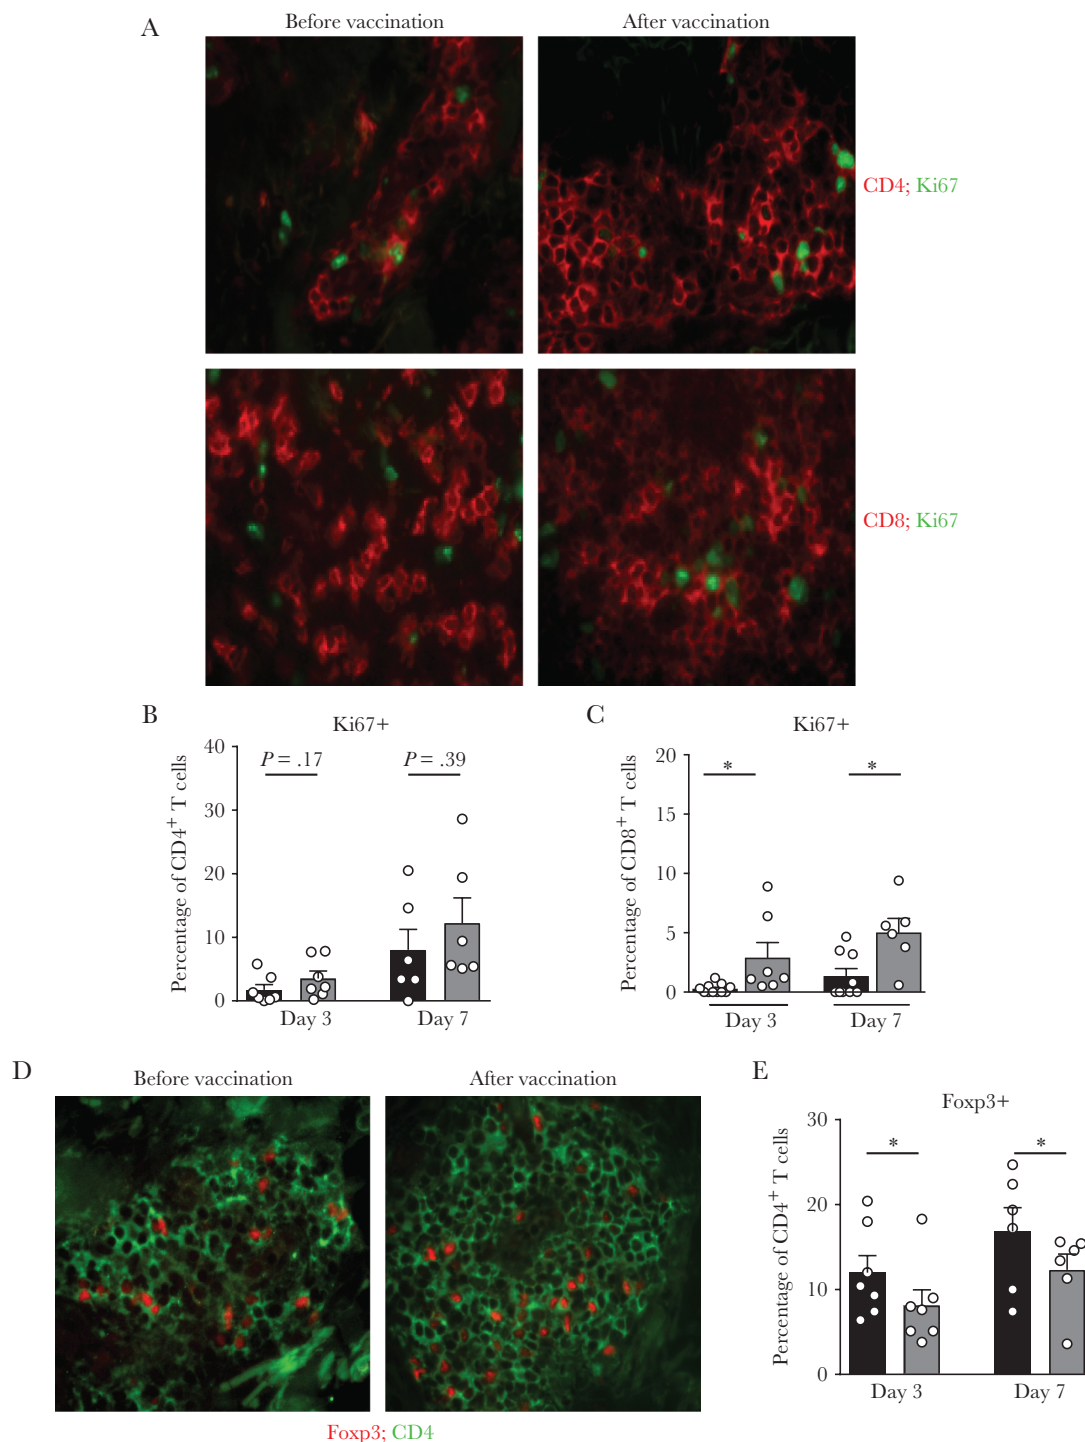 A
Before vaccination
After vaccination
CD4; Ki67
CD8; Ki67
B
Ki67+
Percentage of CD4+ T cells
40
30
20
10
0
P = .17
P = .39
Day 3
Day 7
C
Ki67+
Percentage of CD8+ T cells
20
15
10
5
0
*
*
Day 3
Day 7
D
Before vaccination
After vaccination
Foxp3; CD4
E
Foxp3+
Percentage of CD4+ T cells
30
20
10
0
*
*
Day 3
Day 7